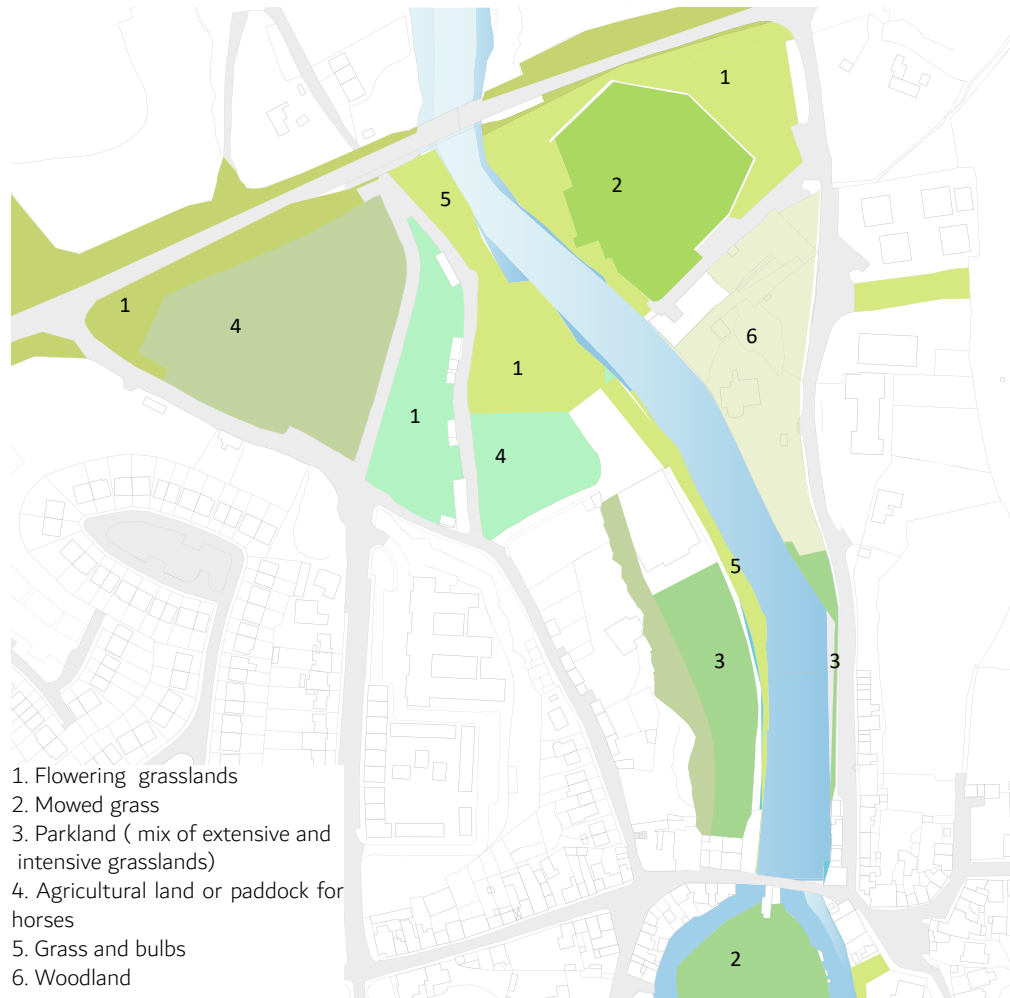 1
2
5
1
4
6
1
1
4
5
3
3
1. Flowering grasslands
2. Mowed grass
3. Parkland ( mix of extensive and
intensive grasslands)
4. Agricultural land or paddock for
horses
5. Grass and bulbs
6. Woodland
2